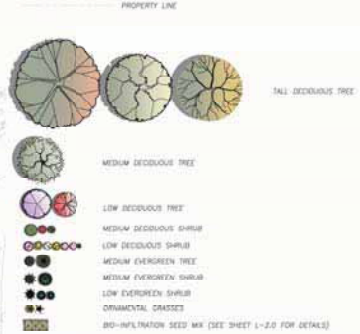 PROPERTY LINE
TALL DECIDUOUS TREE
MEDIUM DECIDUOUS TREE
LOW DECIDUOUS TREE
MEDIUM DECIDUOUS SHRUB
LOW DECIDUOUS SHRUB
MEDIUM EVERGREEN TREE
MEDIUM EVERGREEN SHRUB
LOW EVERGREEN SHRUB
ORNAMENTAL GRASSES
BIO-INFILTRATION SEED MIX (SEE SHEET L-2.0 FOR DETAILS)